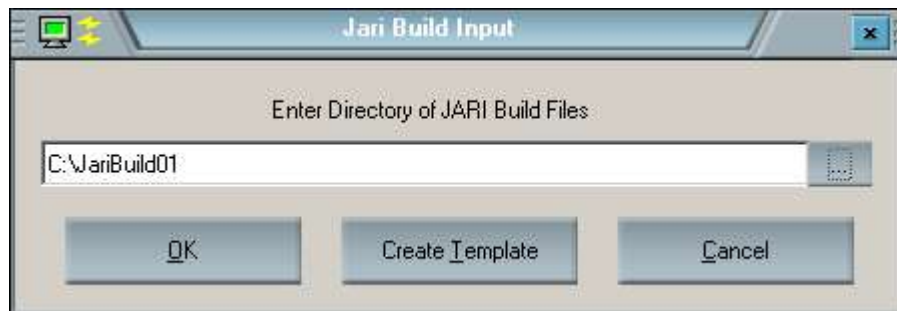 Jari Build Input
Enter Directory of JARI Build Files
C:\JariBuild01
...
OK
Create Template
Cancel